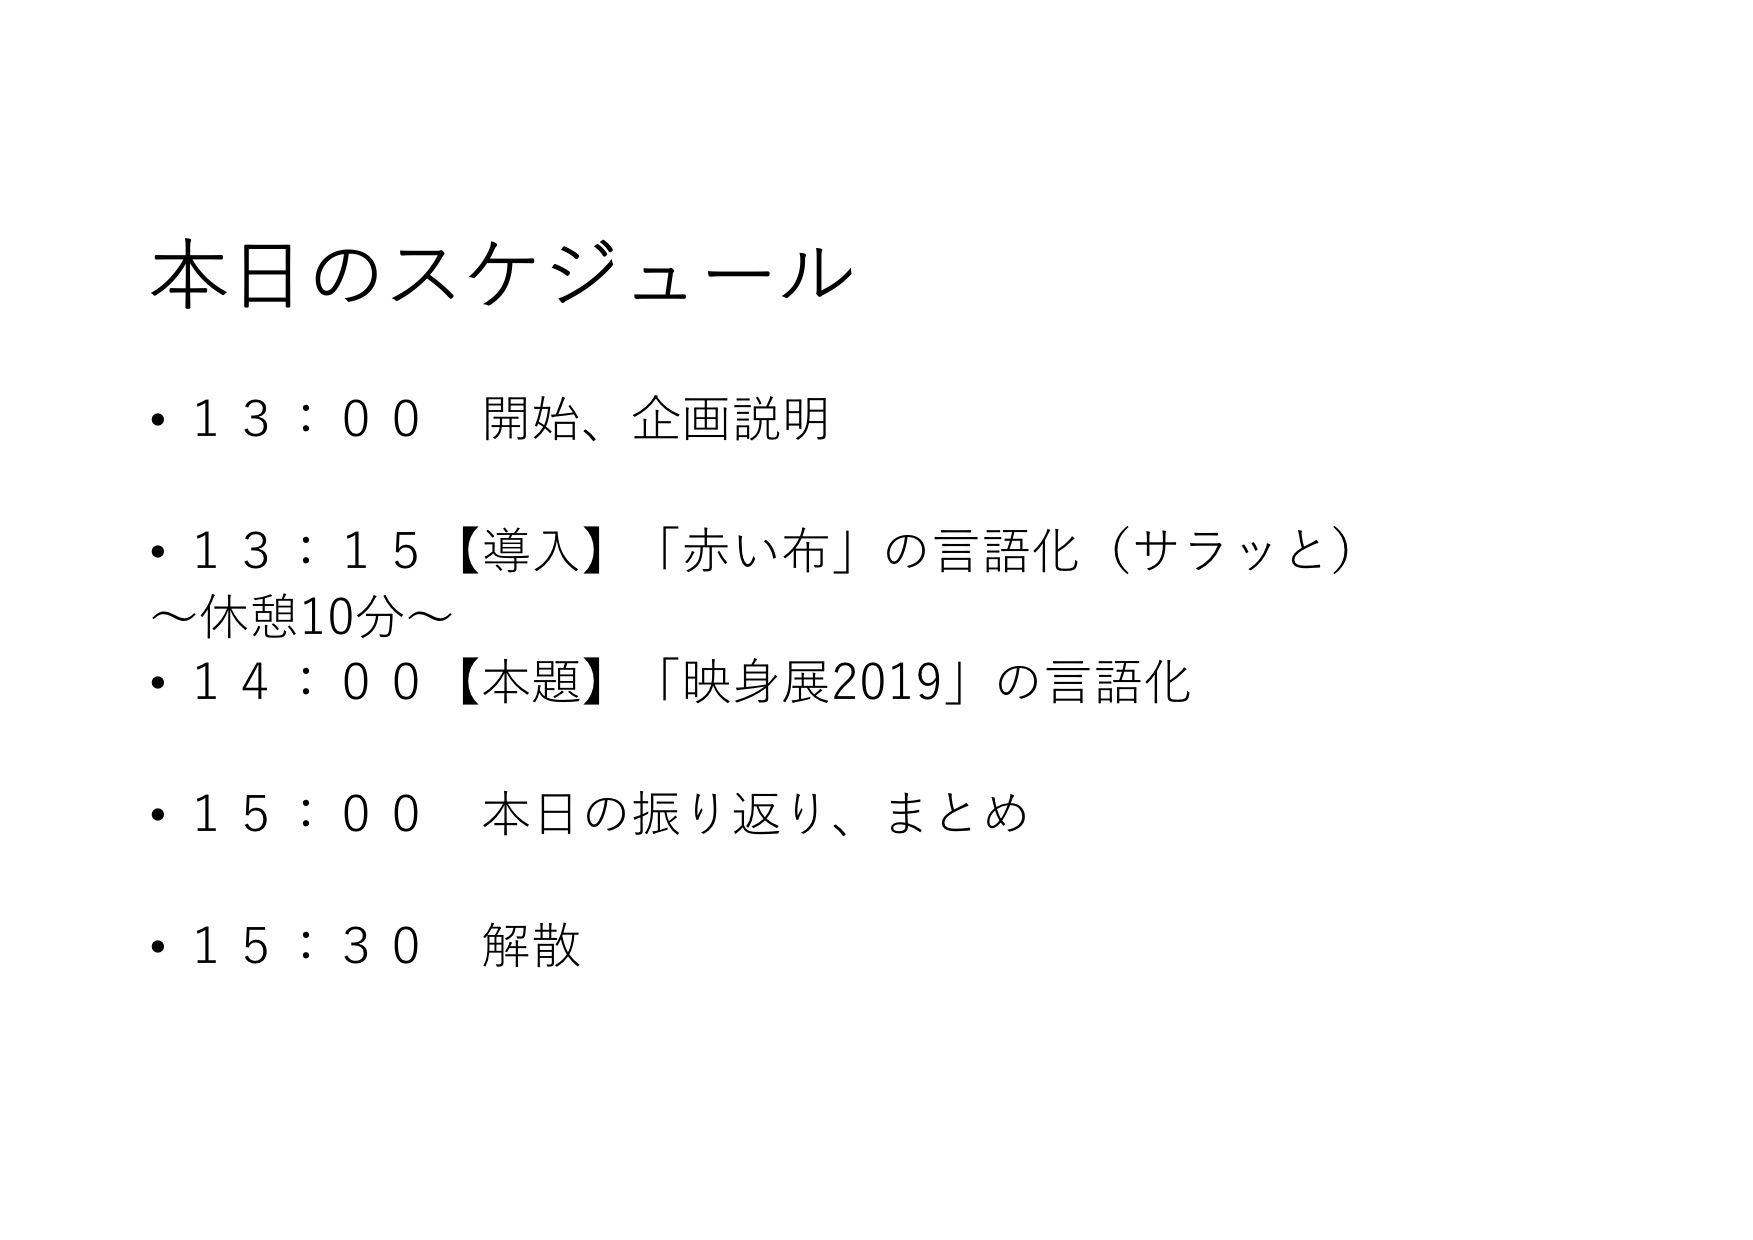 本日のスケジュール
• １３：００　開始、企画説明
• １３：１５【導入】「赤い布」の言語化（サラッと）
～休憩10分～
• １４：００【本題】「映身展2019」の言語化
• １５：００　本日の振り返り、まとめ
• １５：３０　解散